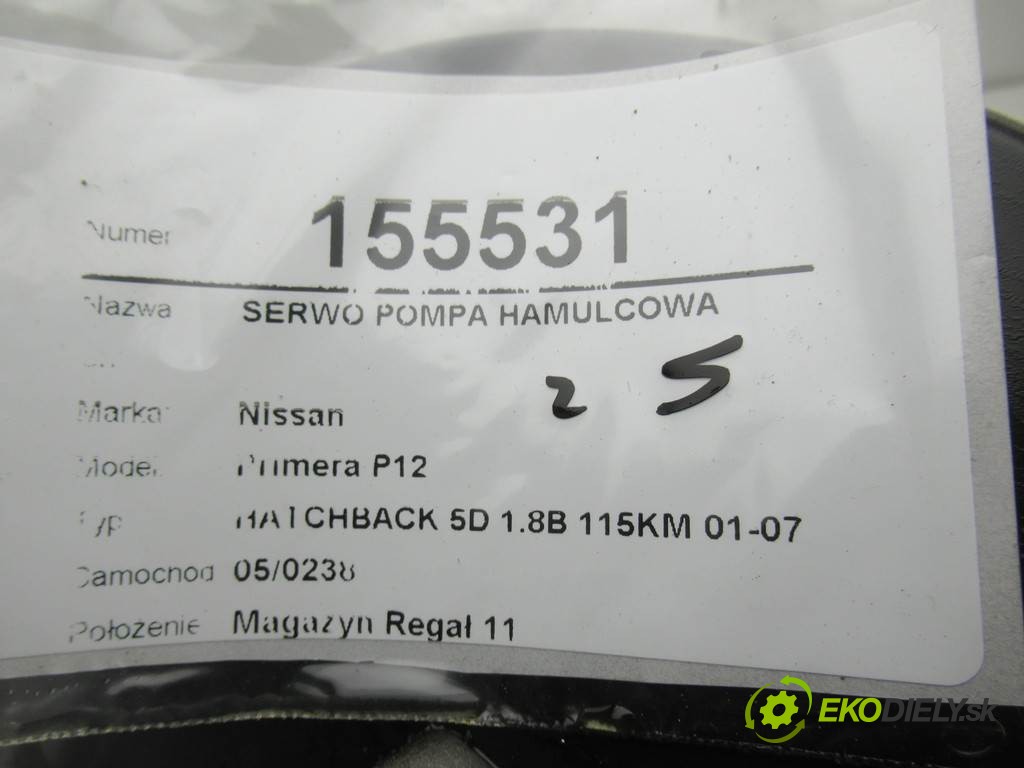 Numer 155531
Nazwa SERWO POMPA HAMULCOWA
2 5
Marka Nissan
Model Primera P12
Typ HATCHBACK 5D 1.8B 115KM 01-07
Samochod 05/0238
Położenie Magazyn Regał 11
EKODIELY.sk